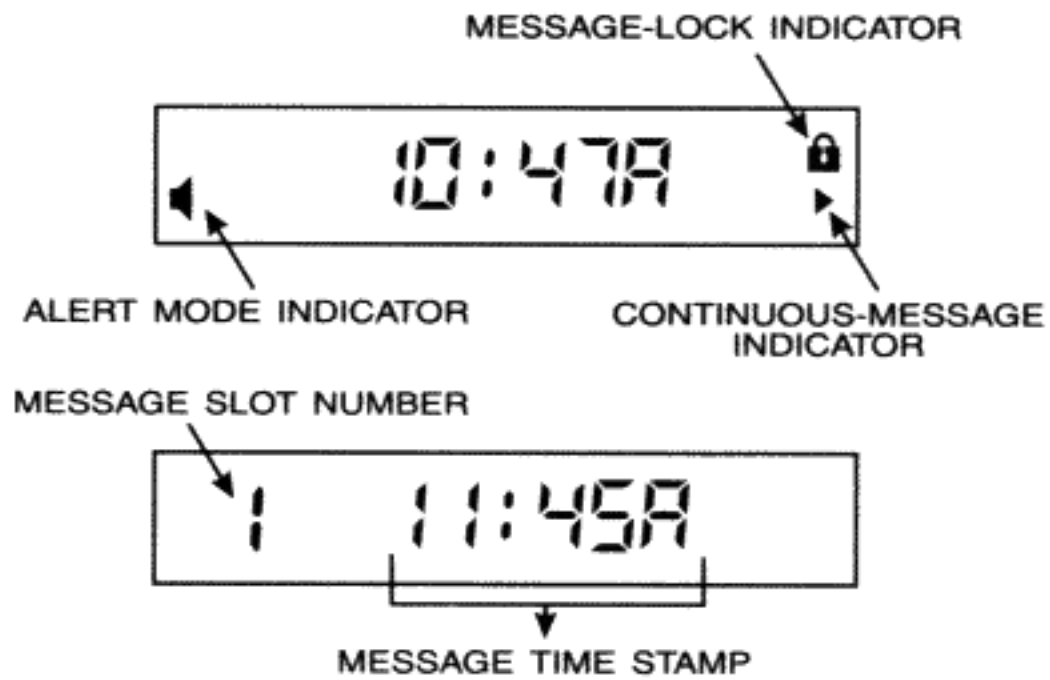 MESSAGE-LOCK INDICATOR
10:47A
ALERT MODE INDICATOR
CONTINUOUS-MESSAGE
INDICATOR
MESSAGE SLOT NUMBER
1 11:45A
MESSAGE TIME STAMP